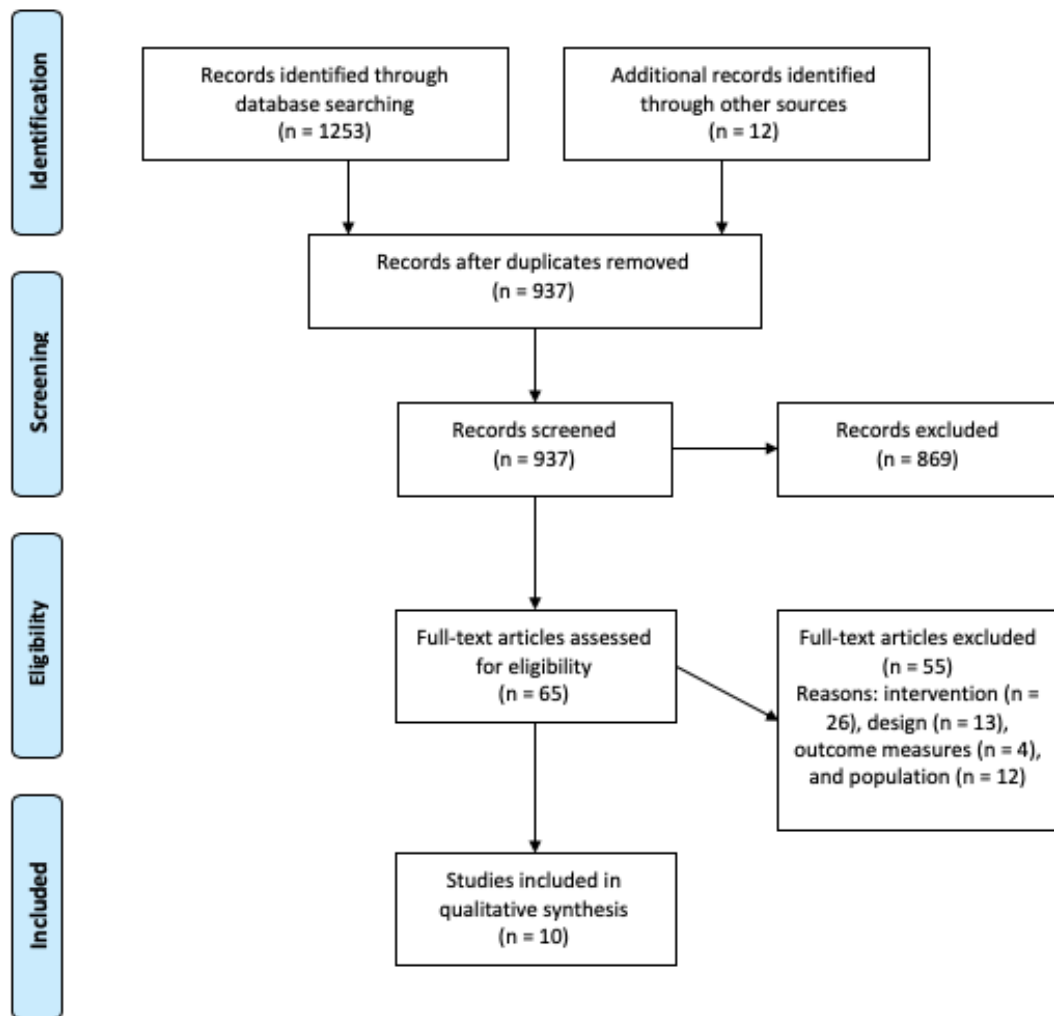 Identification
Records identified through
database searching
(n = 1253)
Additional records identified
through other sources
(n = 12)
Records after duplicates removed
(n = 937)
Screening
Records screened
(n = 937)
Records excluded
(n = 869)
Eligibility
Full-text articles assessed
for eligibility
(n = 65)
Full-text articles excluded
(n = 55)
Reasons: intervention (n =
26), design (n = 13),
outcome measures (n = 4),
and population (n = 12)
Included
Studies included in
qualitative synthesis
(n = 10)